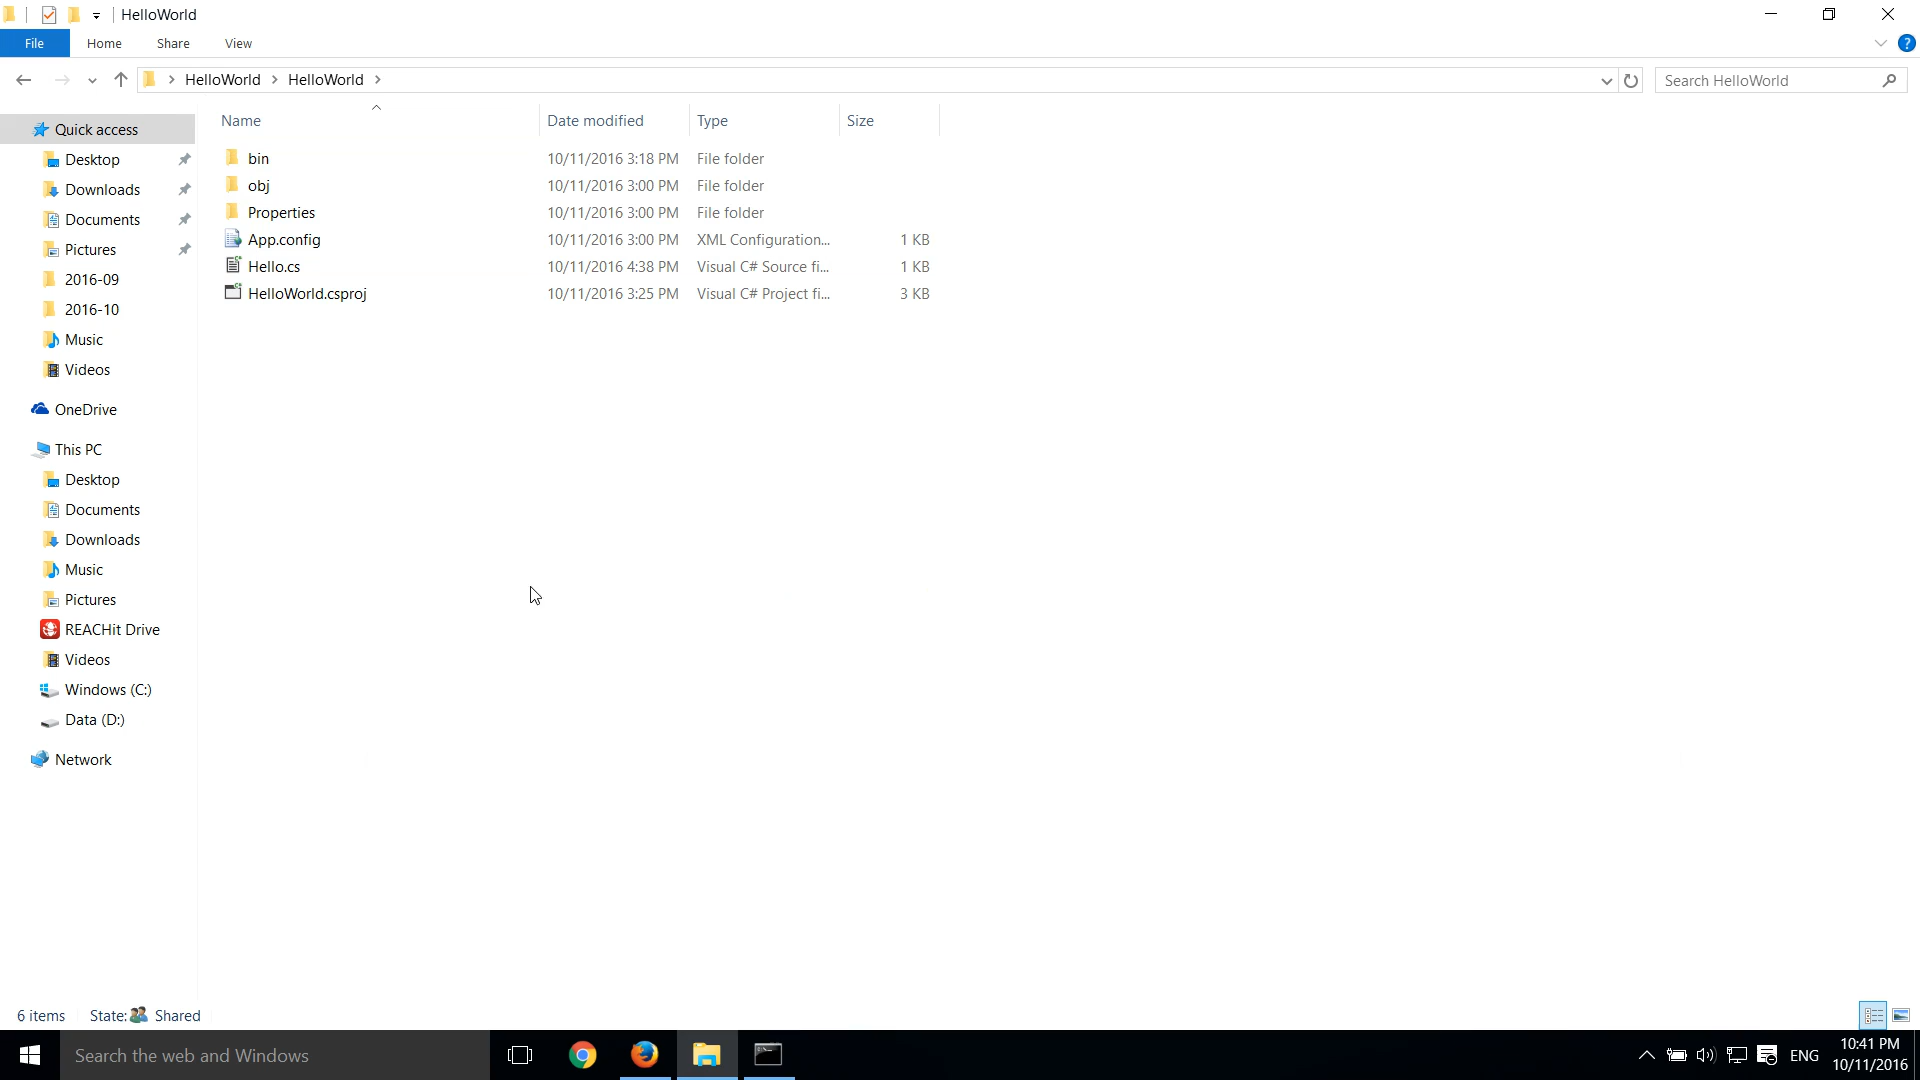 HelloWorld
File Home Share View
HelloWorld HelloWorld
Search HelloWorld
Name Date modified Type Size
bin 10/11/2016 3:18 PM File folder
obj 10/11/2016 3:00 PM File folder
Properties 10/11/2016 3:00 PM File folder
App.config 10/11/2016 3:00 PM XML Configuration... 1 KB
Hello.cs 10/11/2016 4:38 PM Visual C# Source fi... 1 KB
HelloWorld.csproj 10/11/2016 3:25 PM Visual C# Project fi... 3 KB
Quick access
Desktop
Downloads
Documents
Pictures
2016-09
2016-10
Music
Videos
OneDrive
This PC
Desktop
Documents
Downloads
Music
Pictures
REACHit Drive
Videos
Windows (C:)
Data (D:)
Network
6 items State: Shared
Search the web and Windows
ENG
10:41 PM
10/11/2016